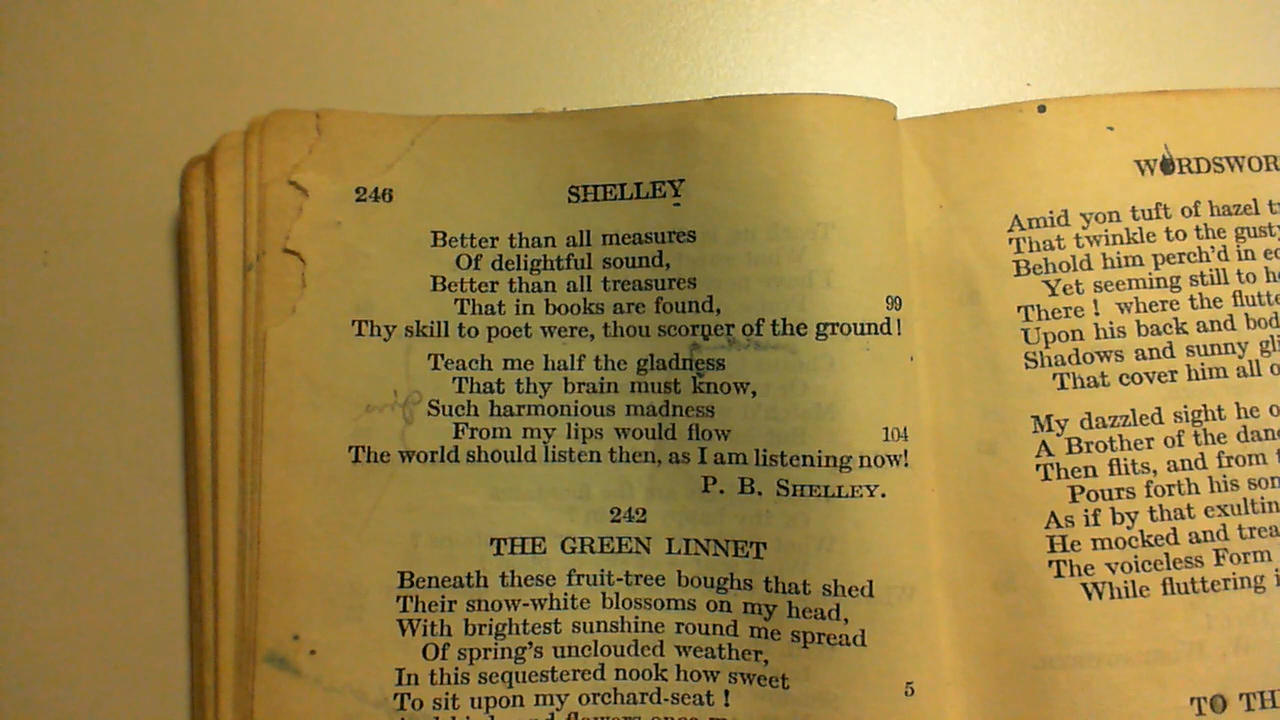 246 SHELLEY
Better than all measures
Of delightful sound,
Better than all treasures
That in books are found, 99
Thy skill to poet were, thou scorner of the ground!
Teach me half the gladness
That thy brain must know,
Such harmonious madness
From my lips would flow 104
The world should listen then, as I am listening now!
P. B. SHELLEY.
242
THE GREEN LINNET
Beneath these fruit-tree boughs that shed
Their snow-white blossoms on my head,
With brightest sunshine round me spread
Of spring's unclouded weather,
In this sequestered nook how sweet 5
To sit upon my orchard-seat !
WORDSWOR
Amid yon tuft of hazel
That twinkle to the gusty
Behold him perch'd in
Yet seeming still to
There ! where the
Upon his back and
Shadows and sunny
That cover him all
My dazzled sight he
A Brother of the
Then flits, and from
Pours forth his
As if by that
He mocked and
The voiceless Form
While fluttering
TO